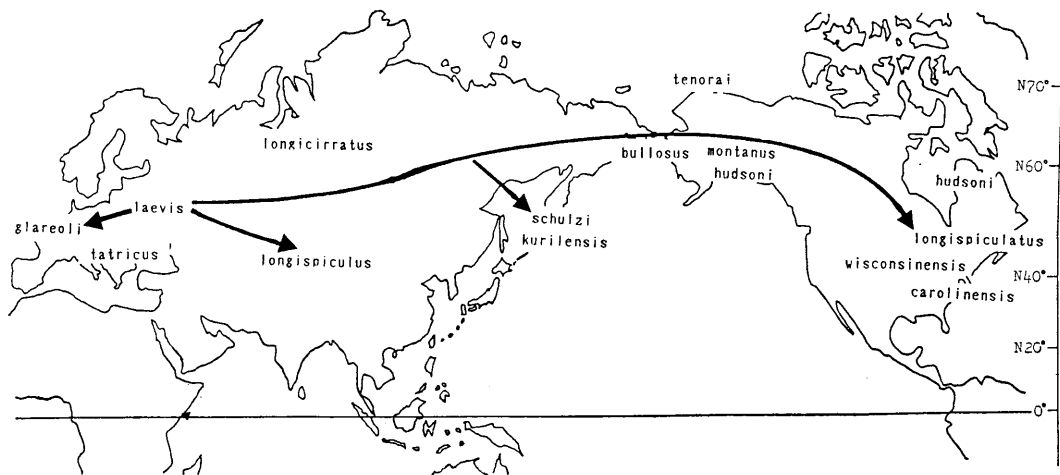 tenorai
N70°
longicirratus
bullosus montanus
N60°
hudsoni
hudsoni
laevis
schulzi
glareoli
kurilensis
longispiculatus
tatricus
longispiculus
wisconsinensis
N40°
carolinensis
N20°
0°